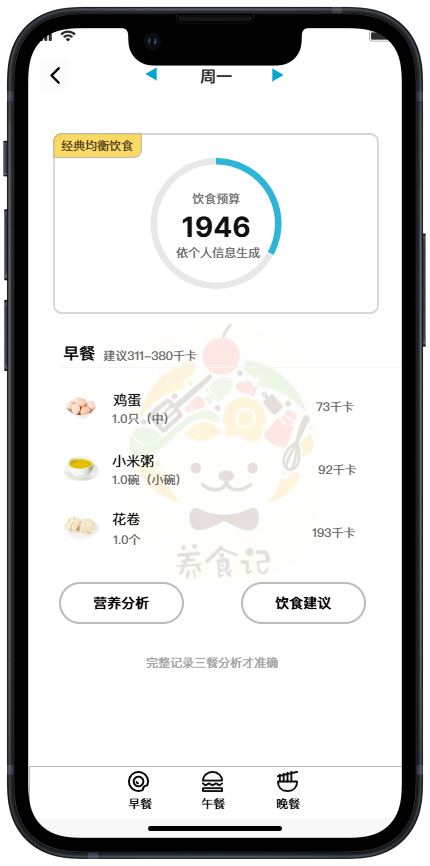 周一
经典均衡饮食
饮食预算
1946
依个人信息生成
早餐 建议311-380千卡
鸡蛋
1.0只（中）
73千卡
小米粥
1.0碗（小碗）
92千卡
花卷
1.0个
193千卡
养食记
营养分析 饮食建议
完整记录三餐分析才准确
早餐 午餐 晚餐